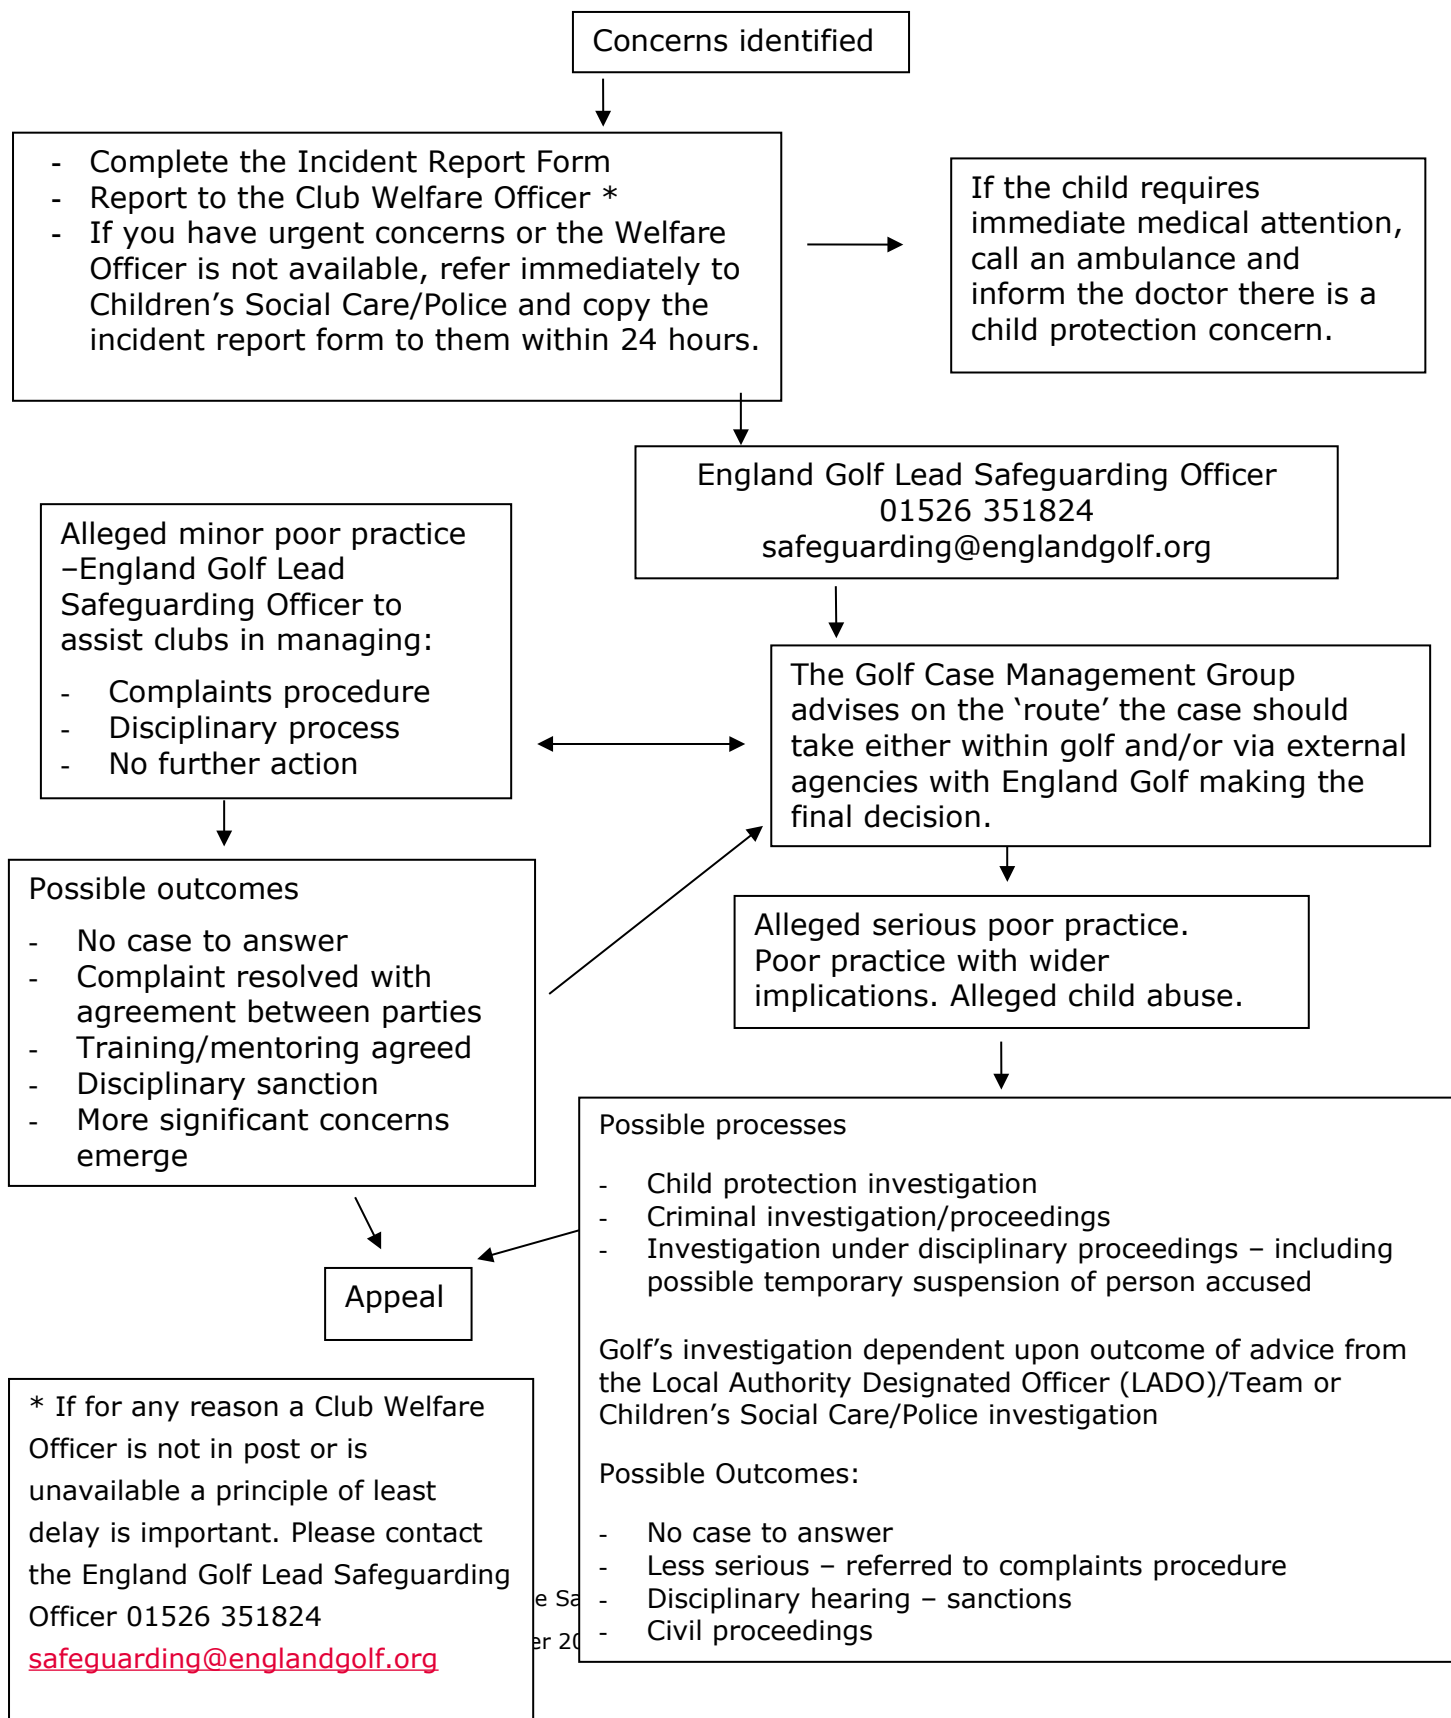 Concerns identified
- Complete the Incident Report Form
- Report to the Club Welfare Officer *
- If you have urgent concerns or the Welfare
Officer is not available, refer immediately to
Children’s Social Care/Police and copy the
incident report form to them within 24 hours.
If the child requires
immediate medical attention,
call an ambulance and
inform the doctor there is a
child protection concern.
England Golf Lead Safeguarding Officer
01526 351824
safeguarding@englandgolf.org
Alleged minor poor practice
–England Golf Lead
Safeguarding Officer to
assist clubs in managing:
- Complaints procedure
- Disciplinary process
- No further action
The Golf Case Management Group
advises on the ‘route’ the case should
take either within golf and/or via external
agencies with England Golf making the
final decision.
Possible outcomes
- No case to answer
- Complaint resolved with
agreement between parties
- Training/mentoring agreed
- Disciplinary sanction
- More significant concerns
emerge
Alleged serious poor practice.
Poor practice with wider
implications. Alleged child abuse.
Possible processes
- Child protection investigation
- Criminal investigation/proceedings
- Investigation under disciplinary proceedings – including
possible temporary suspension of person accused
Golf’s investigation dependent upon outcome of advice from
the Local Authority Designated Officer (LADO)/Team or
Children’s Social Care/Police investigation
Possible Outcomes:
- No case to answer
- Less serious – referred to complaints procedure
- Disciplinary hearing – sanctions
- Civil proceedings
Appeal
* If for any reason a Club Welfare
Officer is not in post or is
unavailable a principle of least
delay is important. Please contact
the England Golf Lead Safeguarding
Officer 01526 351824
safeguarding@englandgolf.org